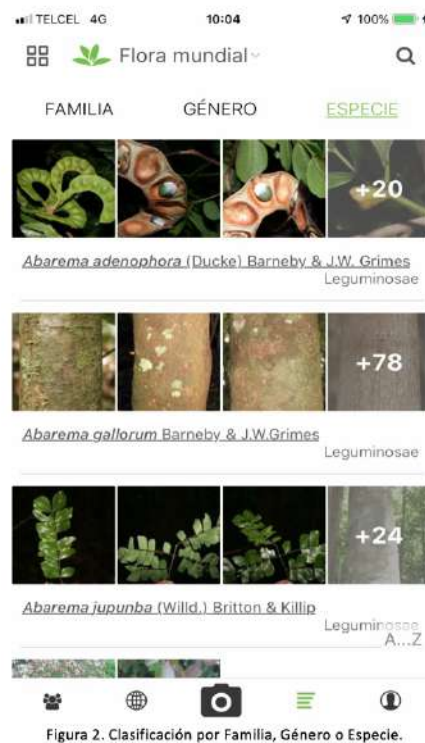 TELCEL 4G 10:04 100%
Flora mundial
FAMILIA GÉNERO ESPECIE
+20
Abarema adenophora (Ducke) Barneby & J.W. Grimes
Leguminosae
+78
Abarema gallorum Barneby & J.W.Grimes
Leguminosae
+24
Abarema jupunba (Willd.) Britton & Killip
Leguminosae
A...Z
Figura 2. Clasificación por Familia, Género o Especie.